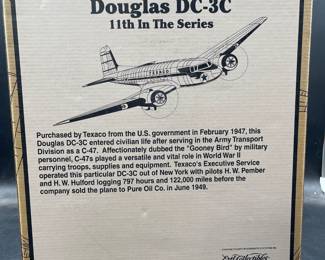 Douglas DC-3C
11th In The Series
Purchased by Texaco from the U.S. government in February 1947, this
Douglas DC-3C entered civilian life after serving in the Army Transport
Division as a C-47. Affectionately dubbed the "Gooney Bird" by military
personnel, C-47s played a versatile and vital role in World War II
carrying troops, supplies and equipment. Texaco's Executive Service
operated this particular DC-3C out of New York with pilots H. W. Pember
and H. W. Hulford logging 797 hours and 122,000 miles before the
company sold the plane to Pure Oil Co. in June 1949.
Ertl Collectibles